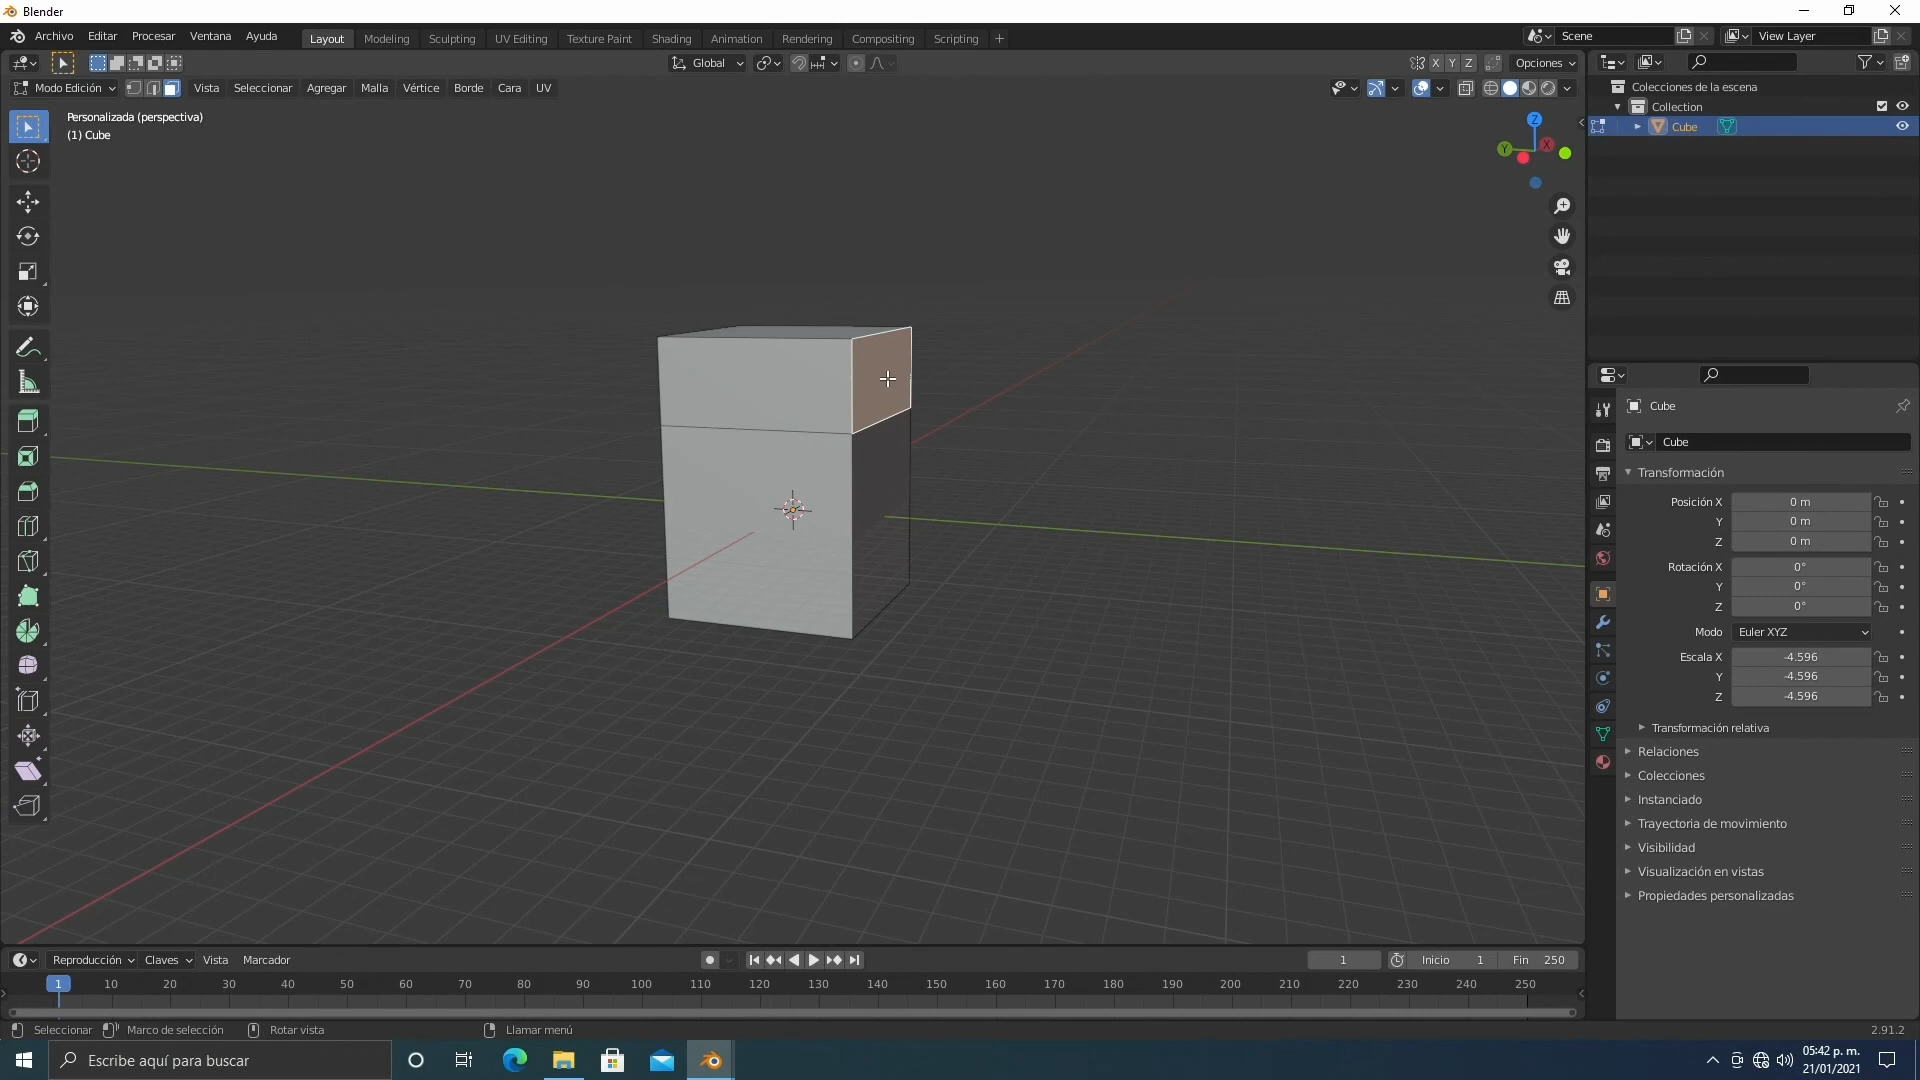 Blender
Archivo Editar Procesar Ventana Ayuda Layout Modeling Sculpting UV Editing Texture Paint Shading Animation Rendering Compositing Scripting + Scene View Layer
Global X Y Z Opciones
Modo Edición Vista Seleccionar Agregar Malla Vértice Borde Cara UV
Colecciones de la escena
Collection
Cube
Personalizada (perspectiva)
(1) Cube
Z
Y X
Cube
Cube
Transformación
Posición X 0 m
Y 0 m
Z 0 m
Rotación X 0°
Y 0°
Z 0°
Modo Euler XYZ
Escala X -4.596
Y -4.596
Z -4.596
Transformación relativa
Relaciones
Colecciones
Instanciado
Trayectoria de movimiento
Visibilidad
Visualización en vistas
Propiedades personalizadas
Reproducción Claves Vista Marcador 1 Inicio 1 Fin 250
1 10 20 30 40 50 60 70 80 90 100 110 120 130 140 150 160 170 180 190 200 210 220 230 240 250
Seleccionar Marco de selección Rotar vista Llamar menú 2.91.2
Escribe aquí para buscar
05:42 p. m.
21/01/2021